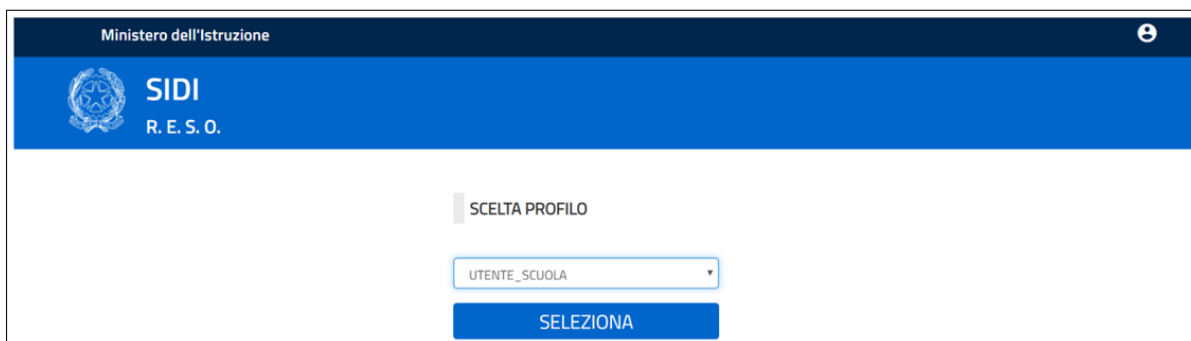 Ministero dell'Istruzione
SIDI
R. E. S. O.
SCELTA PROFILO
UTENTE_SCUOLA
SELEZIONA